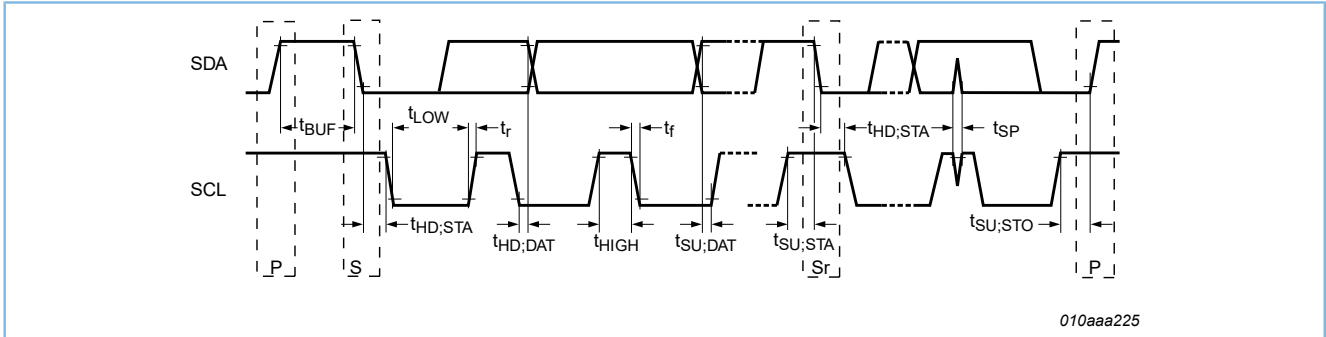 SDA
tBUF
tLOW
tr
tf
tHD;STA
tSP
SCL
tHD;STA
tHD;DAT
tHIGH
tSU;DAT
tSU;STA
tSU;STO
P
S
Sr
P
010aaa225